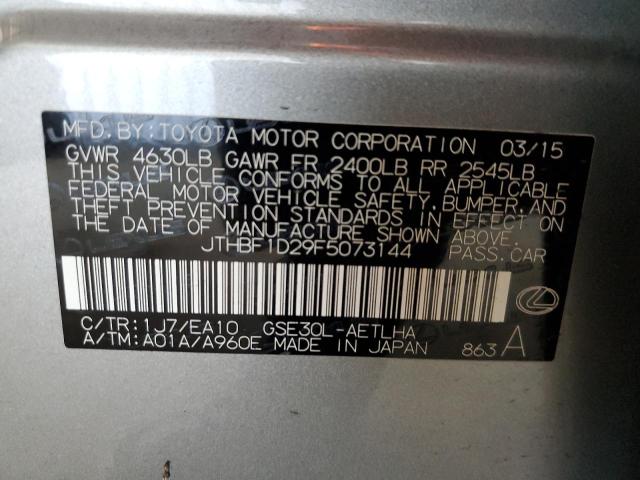 MFD. BY: TOYOTA MOTOR CORPORATION 03/15
GVWR 4630LB GAWR FR 2400LB RR 2545LB
THIS VEHICLE CONFORMS TO ALL APPLICABLE
FEDERAL MOTOR VEHICLE SAFETY, BUMPER, AND
THEFT PREVENTION STANDARDS IN EFFECT ON
THE DATE OF MANUFACTURE SHOWN ABOVE.
JTHBF1D29F5073144 PASS.CAR
C/TR: 1J7/EA10 GSE30L-AETLHA
A/TM: A01A/A960E MADE IN JAPAN 863 A